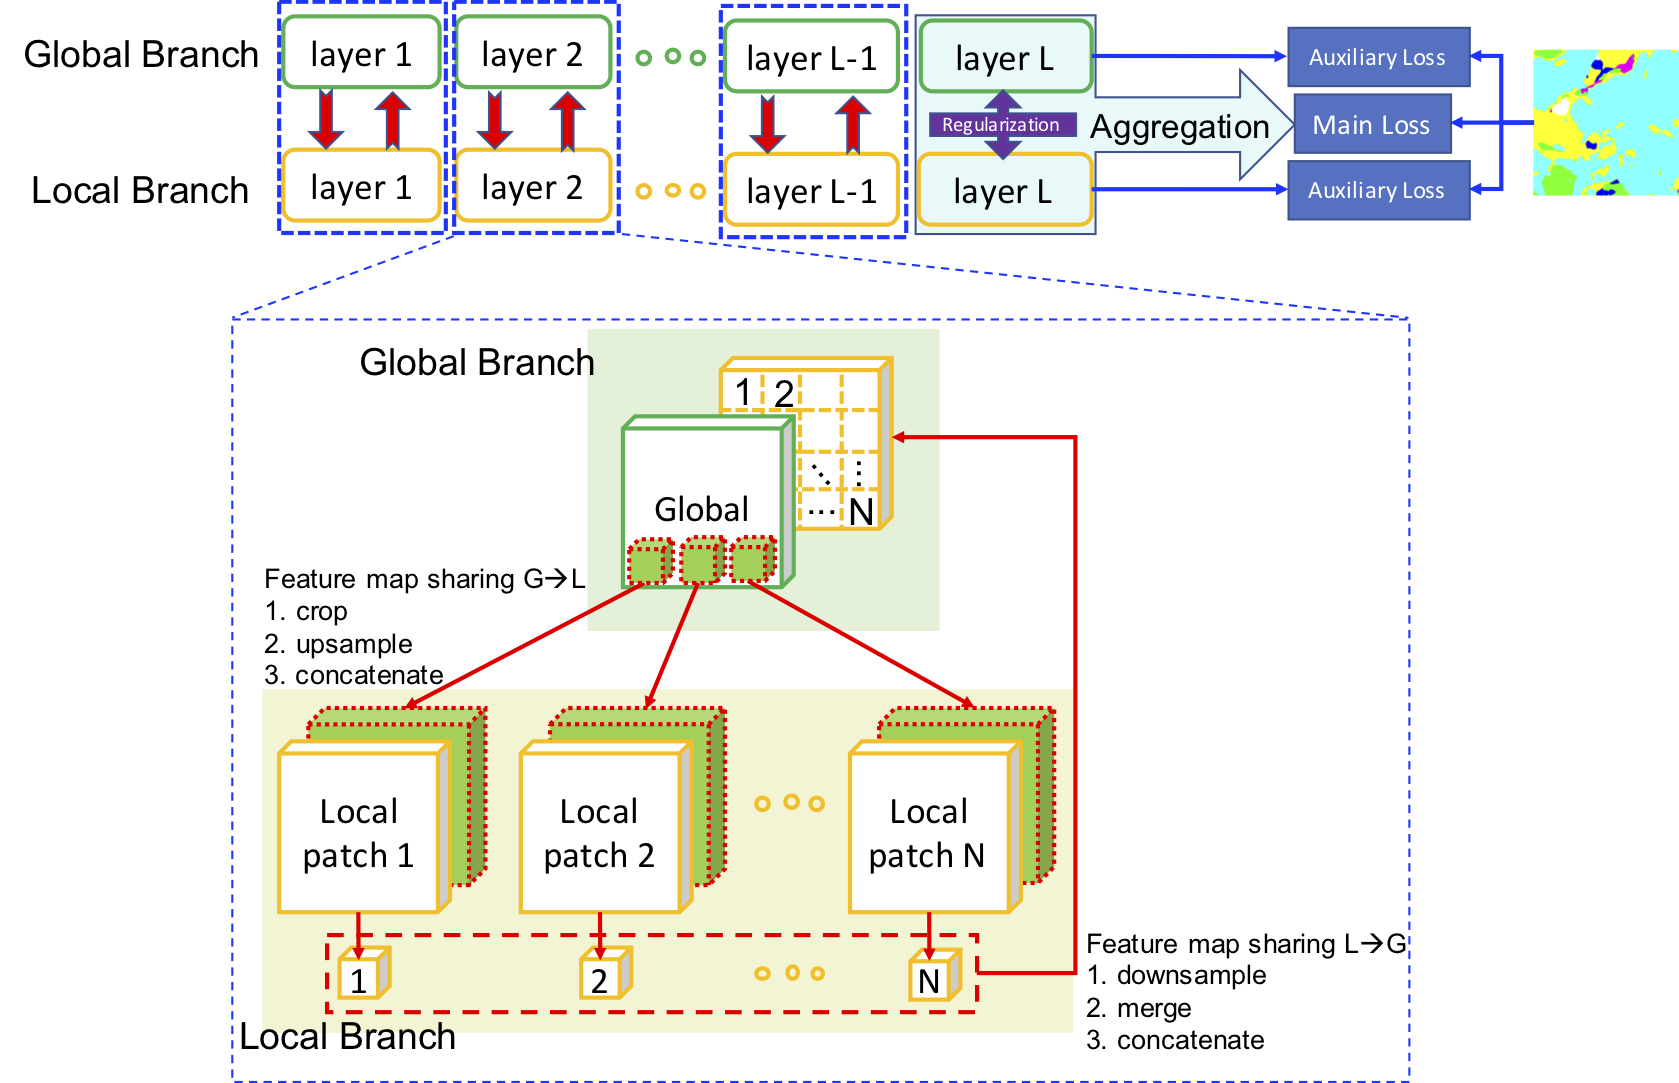 Global Branch
layer 1
layer 2
layer L-1
layer L
Auxiliary Loss
Regularization
Aggregation
Main Loss
Local Branch
layer 1
layer 2
layer L-1
layer L
Auxiliary Loss
Global Branch
1 2
⋱ ⋮
... N
Global
Feature map sharing G→L
1. crop
2. upsample
3. concatenate
Local
patch 1
Local
patch 2
Local
patch N
1
2
N
Local Branch
Feature map sharing L→G
1. downsample
2. merge
3. concatenate